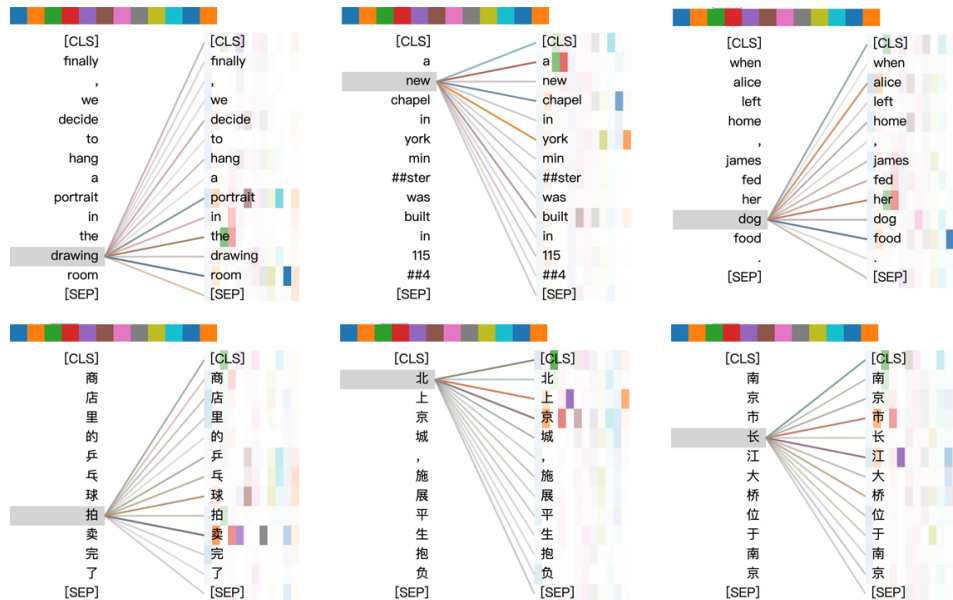 [CLS] [CLS]
finally finally
, ,
we we
decide decide
to to
hang hang
a a
portrait portrait
in in
the the
drawing drawing
room room
[SEP] [SEP]
[CLS] [CLS]
a a
new new
chapel chapel
in in
york york
min min
##ster ##ster
was was
built built
in in
115 115
##4 ##4
[SEP] [SEP]
[CLS] [CLS]
when when
alice alice
left left
home home
, ,
james james
fed fed
her her
dog dog
food food
. .
[SEP] [SEP]
[CLS] [CLS]
商 商
店 店
里 里
的 的
乒 乒
乓 乓
球 球
拍 拍
卖 卖
完 完
了 了
[SEP] [SEP]
[CLS] [CLS]
北 北
上 上
京 京
城 城
, ,
施 施
展 展
平 平
生 生
抱 抱
负 负
[SEP] [SEP]
[CLS] [CLS]
南 南
京 京
市 市
长 长
江 江
大 大
桥 桥
位 位
于 于
南 南
京 京
[SEP] [SEP]